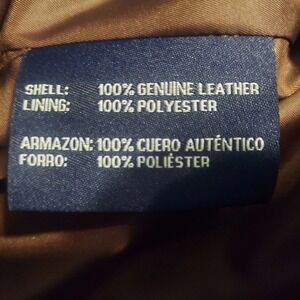 SHELL: 100% GENUINE LEATHER
LINING: 100% POLYESTER
ARMAZON: 100% CUERO AUTÉNTICO
FORRO: 100% POLIÉSTER